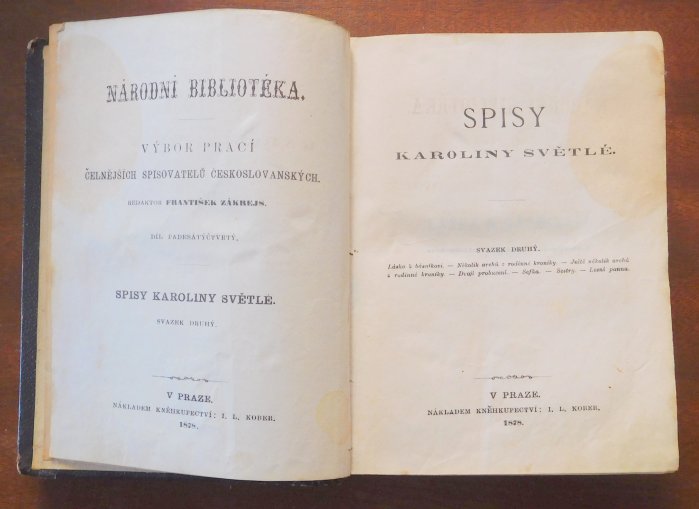 NÁRODNÍ BIBLIOTÉKA.
VÝBOR PRACÍ
ČELNĚJŠÍCH SPISOVATELŮ ČESKOSLOVANSKÝCH.
REDAKTOR FRANTIŠEK ZÁKREJS.
DÍL PADESÁTÝČTVRTÝ.
SPISY KAROLINY SVĚTLÉ.
SVAZEK DRUHÝ.
V PRAZE.
NÁKLADEM KNĚHKUPECTVÍ: I. L. KOBER.
1878.
SPISY
KAROLINY SVĚTLÉ.
SVAZEK DRUHÝ.
Láska k básníkovi. — Několik archů z rodinné kroniky. — Ještě několik archů
z rodinné kroniky. — Dvojí probuzení. — Sefka. — Sestry. — Lesní panna.
V PRAZE.
NÁKLADEM KNĚHKUPECTVÍ: I. L. KOBER.
1878.